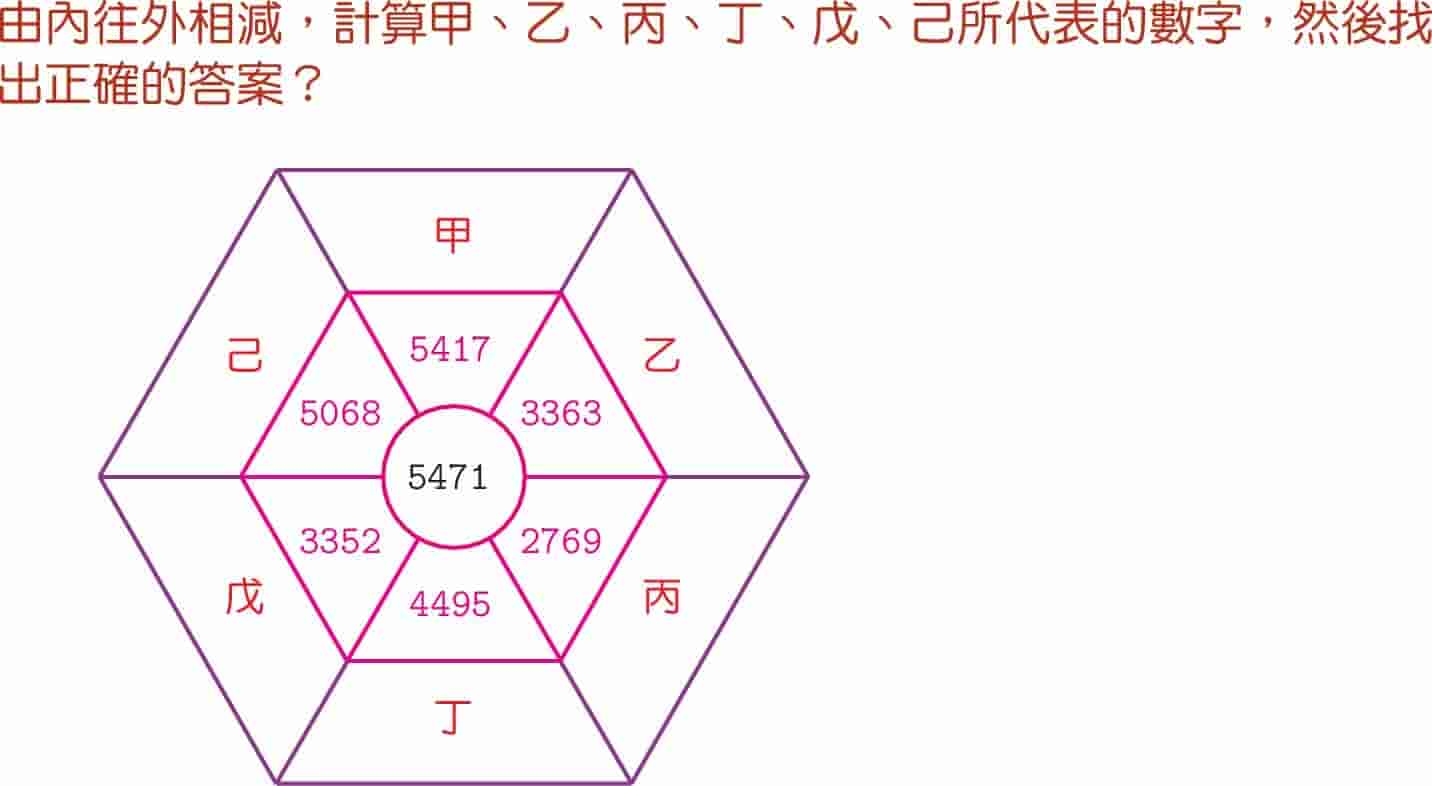 由內往外相減，計算甲、乙、丙、丁、戊、己所代表的數字，然後找
出正確的答案？
甲
己
5417
乙
5068
3363
5471
3352
2769
戊
4495
丙
丁